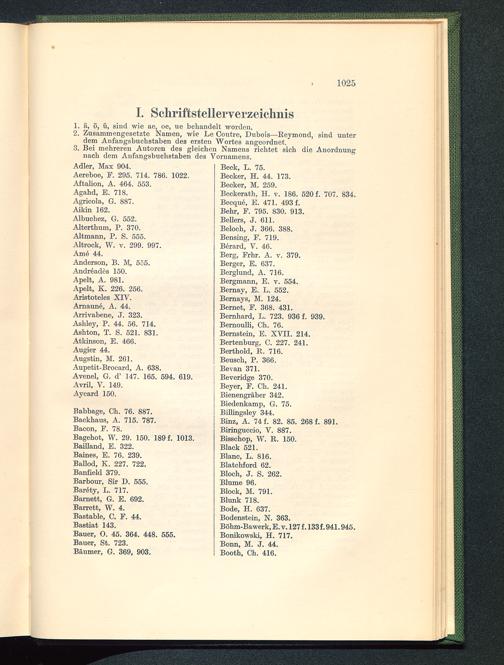 1025
I. Schriftstellerverzeichnis
1. ä, ö, ü, sind wie ae, oe, ue behandelt worden.
2. Zusammengesetzte Namen, wie Le Contre, Dubois—Reymond, sind unter
dem Anfangsbuchstaben des ersten Wortes angeordnet.
3. Bei mehreren Autoren des gleichen Namens richtet sich die Anordnung
nach dem Anfangsbuchstaben des Vornamens.
Adler, Max 904.
Aereboe, F. 295. 714. 786. 1022.
Aftalion, A. 464. 553.
Agahd, E. 718.
Agricola, G. 887.
Aikin 162.
Albuchez, G. 552.
Alterthum, P. 370.
Altmann, P. S. 555.
Altrock, W. v. 299. 997.
Amé 44.
Anderson, B. M. 555.
Andréadès 150.
Apelt, A. 981.
Apelt, K. 226. 256.
Aristoteles XIV.
Arnauné, A. 44.
Arrivabene, J. 323.
Ashley, P. 44. 56. 714.
Ashton, T. S. 521. 831.
Atkinson, E. 466.
Augier 44.
Augstin, M. 261.
Aupetit-Brocard, A. 638.
Avenel, G. d' 147. 165. 594. 619.
Avril, V. 149.
Aycard 150.
Babbage, Ch. 76. 887.
Backhaus, A. 715. 787.
Bacon, F. 78.
Bagehot, W. 29. 150. 189 f. 1013.
Bailland, E. 322.
Baines, E. 76. 239.
Ballod, K. 227. 722.
Banfield 379.
Barbour, Sir D. 555.
Baréty, L. 717.
Barnett, G. E. 692.
Barrett, W. 4.
Bastable, C. F. 44.
Bastiat 143.
Bauer, O. 45. 364. 448. 555.
Bauer, St. 723.
Bäumer, G. 369, 903.
Beck, L. 75.
Becker, H. 44. 173.
Becker, M. 259.
Beckerath, H. v. 186. 520 f. 707. 834.
Becqué, E. 471. 493 f.
Behr, F. 795. 830. 913.
Bellers, J. 611.
Beloch, J. 366. 388.
Bensing, F. 719.
Bérard, V. 46.
Berg, Frhr. A. v. 379.
Berger, E. 637.
Berglund, A. 716.
Bergmann, E. v. 554.
Bernay, E. L. 552.
Bernays, M. 124.
Bernet, F. 368. 431.
Bernhard, L. 723. 936 f. 939.
Bernoulli, Ch. 76.
Bernstein, E. XVII. 214.
Bertenburg, C. 227. 241.
Berthold, R. 716.
Beusch, P. 366.
Bevan 371.
Beveridge 370.
Beyer, F. Ch. 241.
Bienengräber 342.
Biedenkamp, G. 75.
Billingsley 344.
Binz, A. 74 f. 82. 85. 268 f. 891.
Biringuccio, V. 887.
Bisschop, W. R. 150.
Black 521.
Blanc, L. 816.
Blatchford 62.
Bloch, J. S. 262.
Blume 96.
Block, M. 791.
Blunk 718.
Bode, H. 637.
Bodenstein, N. 363.
Böhm-Bawerk, E. v. 127 f. 133 f. 941. 945.
Bonikowski, H. 717.
Bonn, M. J. 44.
Booth, Ch. 416.